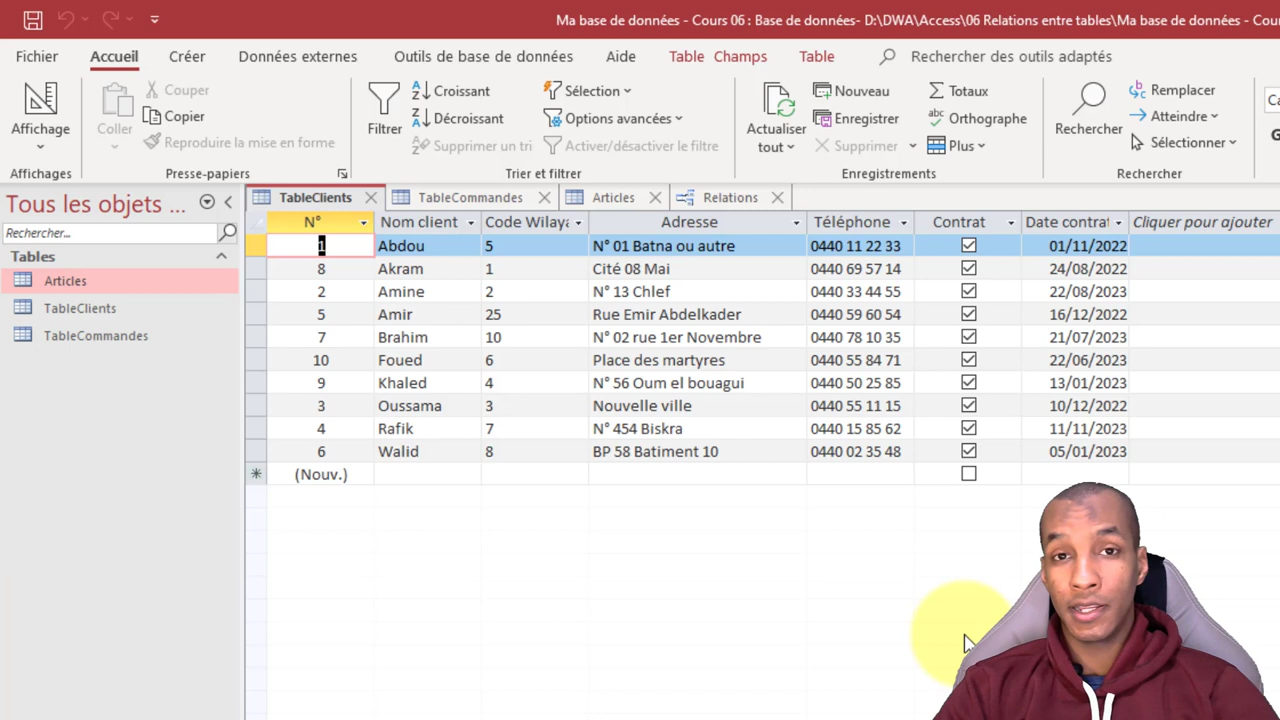 Ma base de données - Cours 06 : Base de données- D:\DWA\Access\06 Relations entre tables\Ma base de données - Cou
Fichier Accueil Créer Données externes Outils de base de données Aide Table Champs Table Rechercher des outils adaptés
Affichage
Affichages
Coller
Couper
Copier
Reproduire la mise en forme
Presse-papiers
Filtrer
Croissant
Décroissant
Supprimer un tri
Sélection
Options avancées
Activer/désactiver le filtre
Trier et filtrer
Actualiser
tout
Nouveau
Enregistrer
Supprimer
Totaux
Orthographe
Plus
Enregistrements
Rechercher
Remplacer
Atteindre
Sélectionner
Rechercher
Ca
G
Tous les objets ...
Rechercher...
Tables
Articles
TableClients
TableCommandes
TableClients TableCommandes Articles Relations
N° Nom client Code Wilaya Adresse Téléphone Contrat Date contrat Cliquer pour ajouter
1 Abdou 5 N° 01 Batna ou autre 0440 11 22 33 01/11/2022
8 Akram 1 Cité 08 Mai 0440 69 57 14 24/08/2022
2 Amine 2 N° 13 Chlef 0440 33 44 55 22/08/2023
5 Amir 25 Rue Emir Abdelkader 0440 59 60 54 16/12/2022
7 Brahim 10 N° 02 rue 1er Novembre 0440 78 10 35 21/07/2023
10 Foued 6 Place des martyres 0440 55 84 71 22/06/2023
9 Khaled 4 N° 56 Oum el bouagui 0440 50 25 85 13/01/2023
3 Oussama 3 Nouvelle ville 0440 55 11 15 10/12/2022
4 Rafik 7 N° 454 Biskra 0440 15 85 62 11/11/2023
6 Walid 8 BP 58 Batiment 10 0440 02 35 48 05/01/2023
(Nouv.)